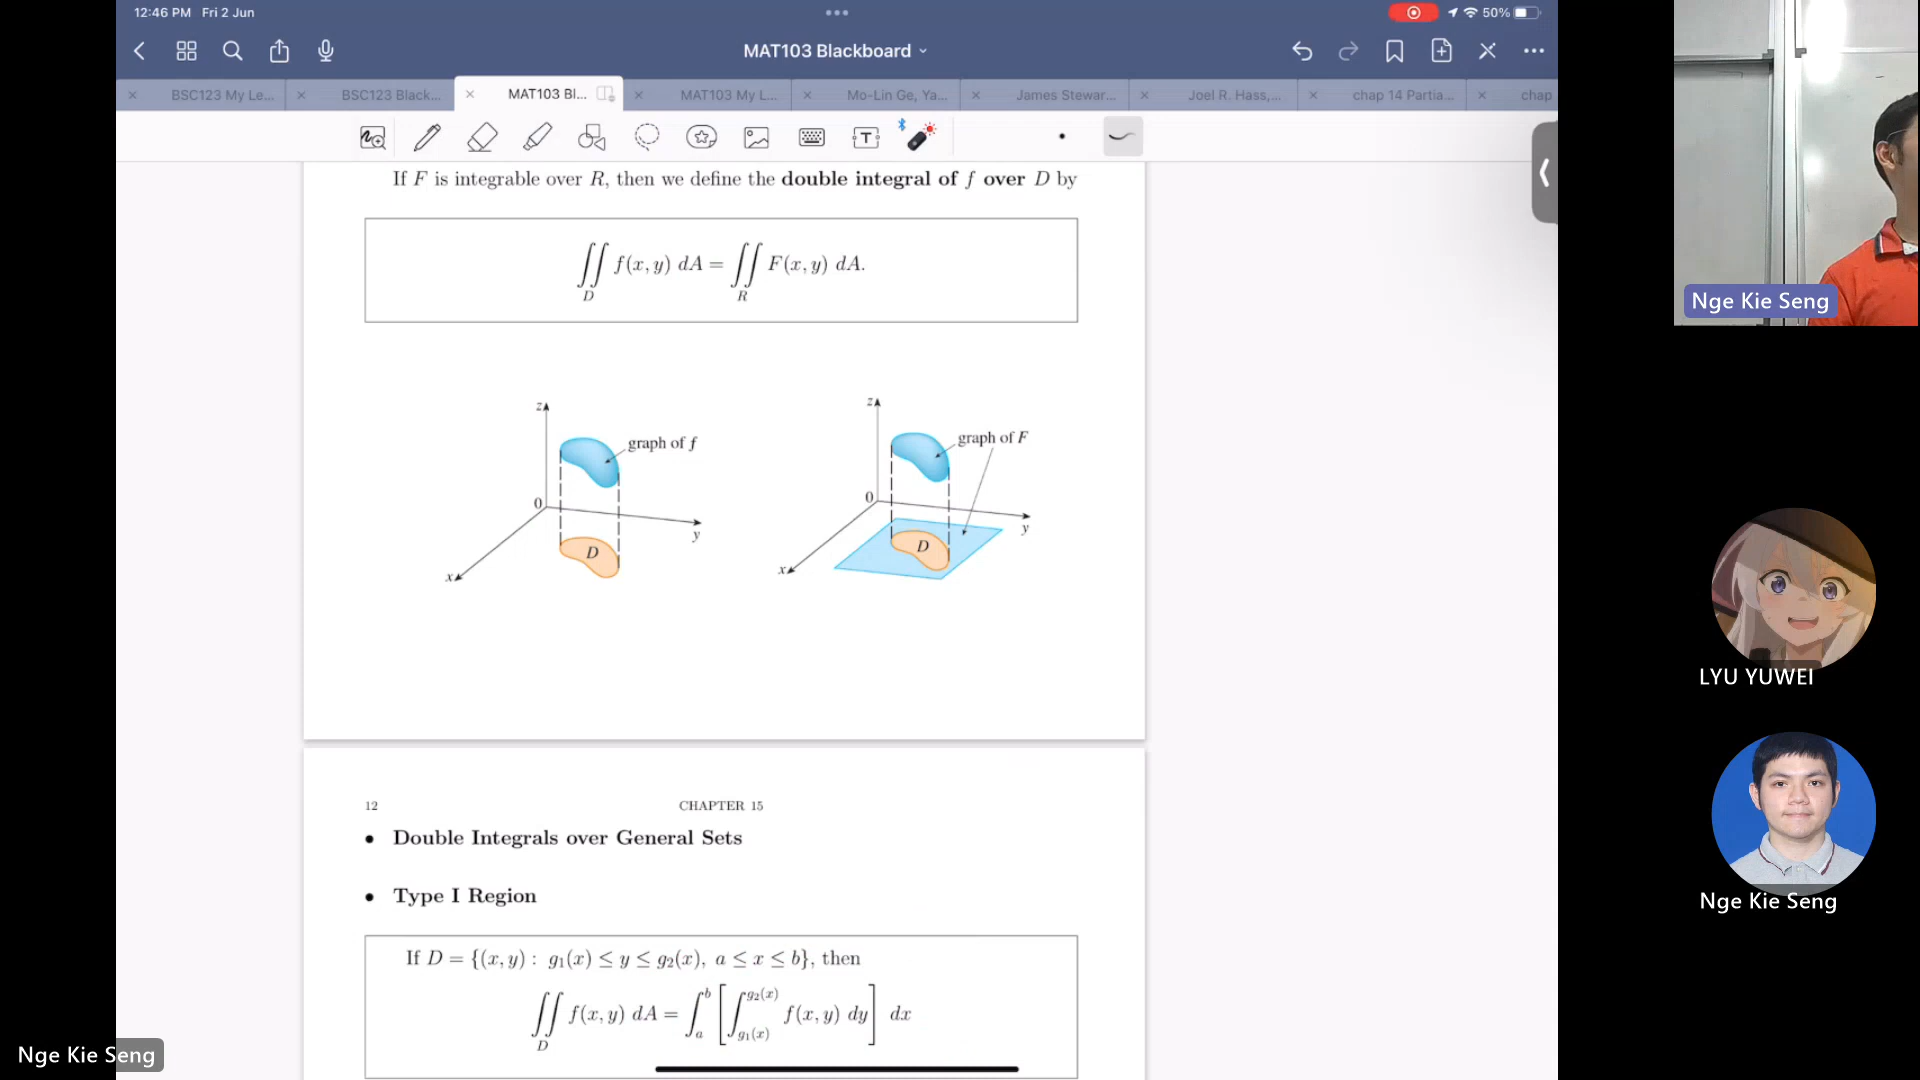 12:46 PM Fri 2 Jun
50%
MAT103 Blackboard
BSC123 My Le...
BSC123 Black...
MAT103 Bl...
MAT103 My L...
Mo-Lin Ge, Ya...
James Stewar...
Joel R. Hass,...
chap 14 Partia...
chap
If F is integrable over R, then we define the double integral of f over D by
∬_D f(x, y) dA = ∬_R F(x, y) dA.
z
graph of f
0
y
D
x
z
graph of F
0
y
D
x
12 CHAPTER 15
• Double Integrals over General Sets
• Type I Region
If D = {(x, y) : g₁(x) ≤ y ≤ g₂(x), a ≤ x ≤ b}, then
∬_D f(x, y) dA = ∫_a^b [∫_{g₁(x)}^{g₂(x)} f(x, y) dy] dx
Nge Kie Seng
LYU YUWEI
Nge Kie Seng
Nge Kie Seng